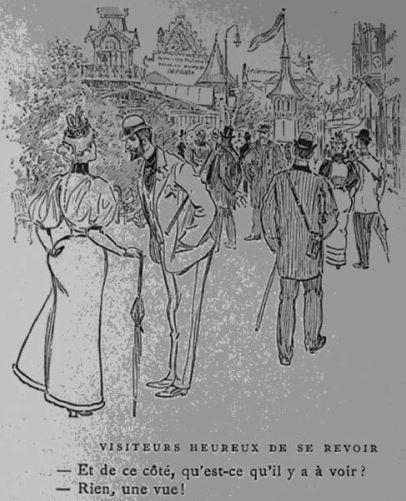 VISITEURS HEUREUX DE SE REVOIR
— Et de ce côté, qu'est-ce qu'il y a à voir ?
— Rien, une vue !